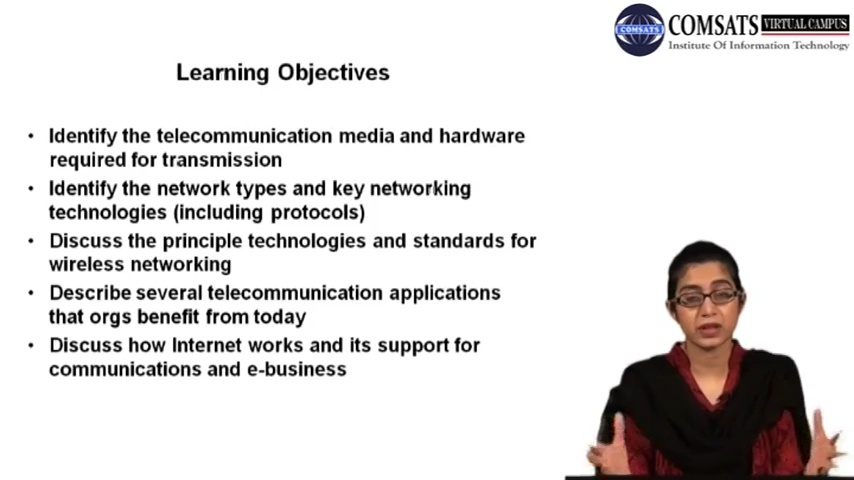 COMSATS
COMSATS VIRTUAL CAMPUS
Institute Of Information Technology
Learning Objectives
• Identify the telecommunication media and hardware
required for transmission
• Identify the network types and key networking
technologies (including protocols)
• Discuss the principle technologies and standards for
wireless networking
• Describe several telecommunication applications
that orgs benefit from today
• Discuss how Internet works and its support for
communications and e-business